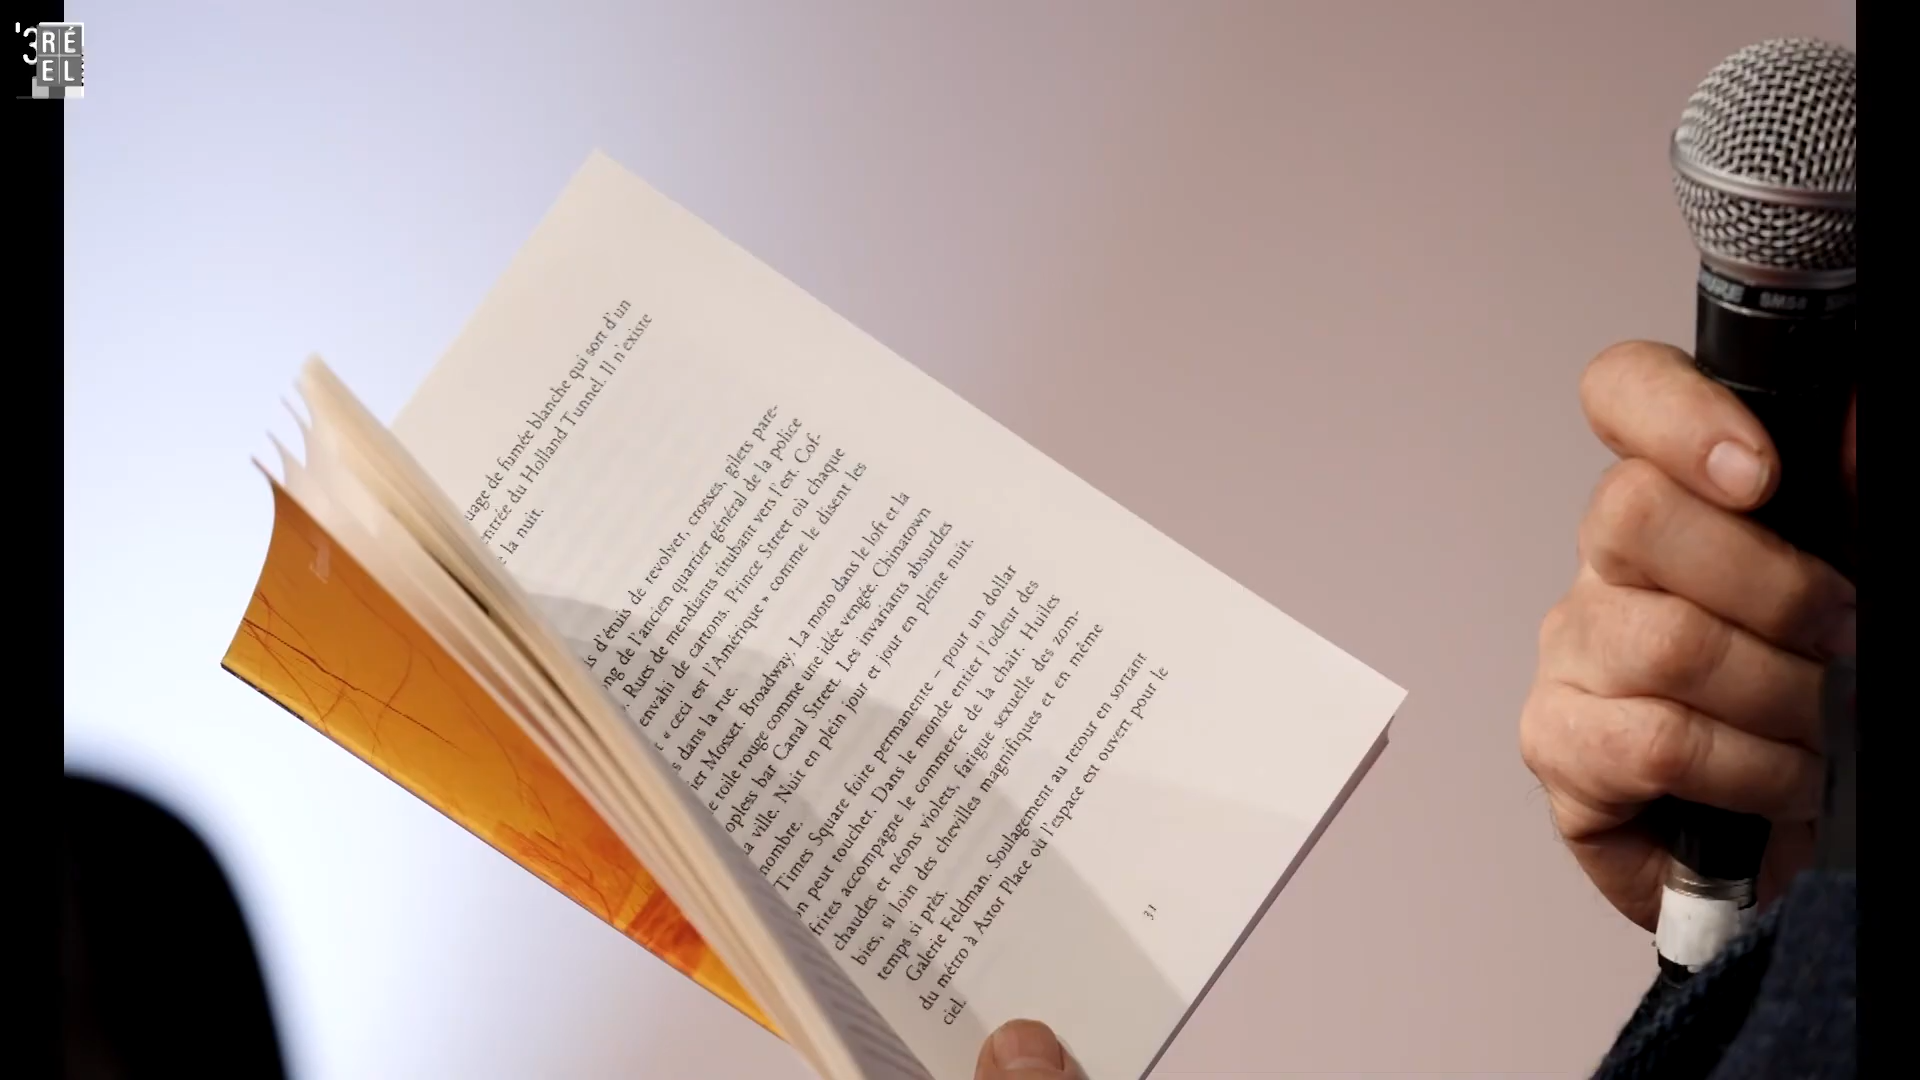 '3
RÉ
EL
uage de fumée blanche qui sort d'un
entrée du Holland Tunnel. Il n'existe
la nuit.
is d'étuis de revolver, crosses, gilets pare-
ong de l'ancien quartier général de la police
. Rues de mendiants titubant vers l'est. Cof-
envahi de cartons. Prince Street où chaque
t « ceci est l'Amérique » comme le disent les
s dans la rue.
ier Mosset. Broadway. La moto dans le loft et la
e toile rouge comme une idée vengée. Chinatown
opless bar Canal Street. Les invariants absurdes
a ville. Nuit en plein jour et jour en pleine nuit.
nombre.
Times Square foire permanente – pour un dollar
on peut toucher. Dans le monde entier l'odeur des
frites accompagne le commerce de la chair. Huiles
chaudes et néons violets, fatigue sexuelle des zom-
bies, si loin des chevilles magnifiques et en même
temps si près.
Galerie Feldman. Soulagement au retour en sortant
du métro à Astor Place où l'espace est ouvert pour le
ciel.
31
SM58